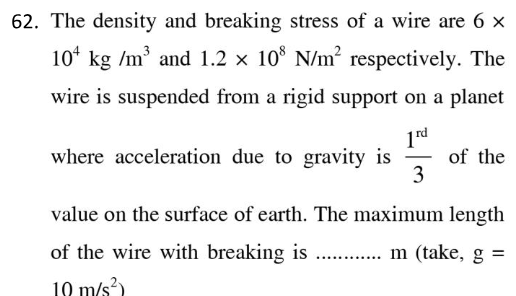 62. The density and breaking stress of a wire are 6 ×
10⁴ kg /m³ and 1.2 × 10⁸ N/m² respectively. The
wire is suspended from a rigid support on a planet
where acceleration due to gravity is 1ʳᵈ/3 of the
value on the surface of earth. The maximum length
of the wire with breaking is ............ m (take, g =
10 m/s²)